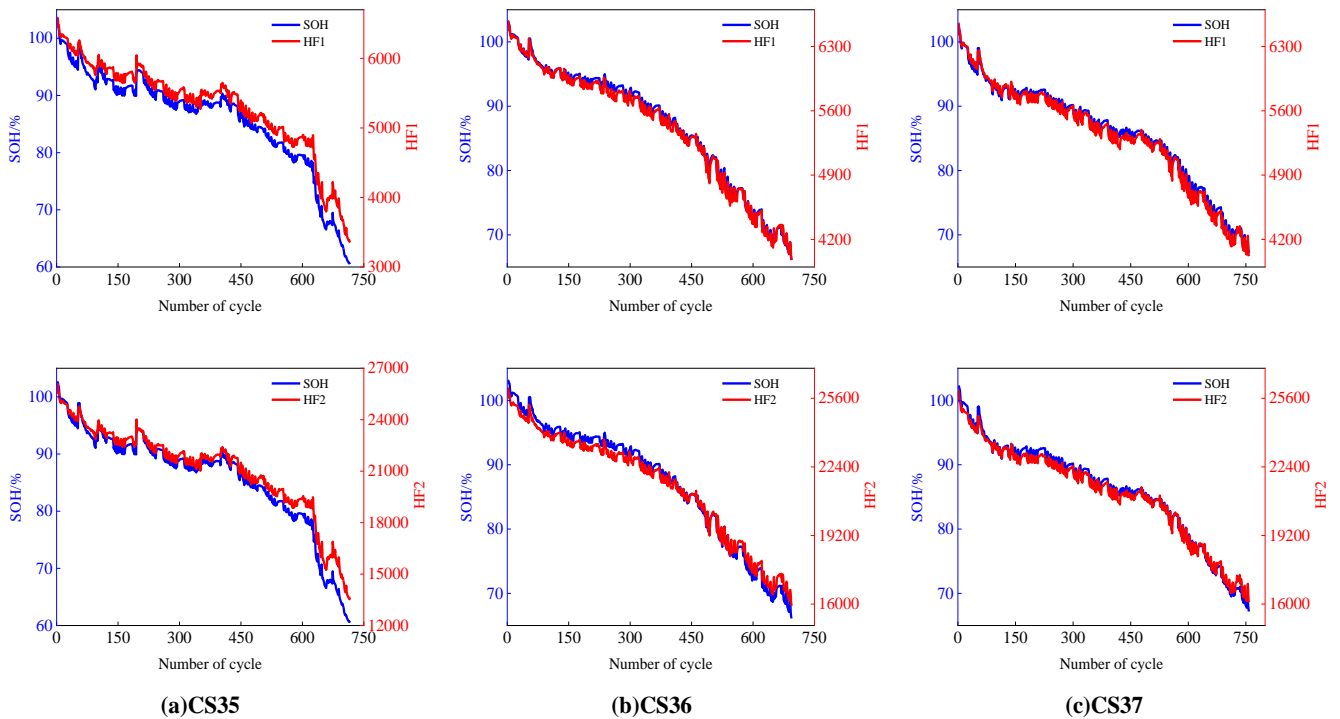 SOH
HF1
100
90
80
70
60
6000
5000
4000
3000
0 150 300 450 600 750
SOH/%
HF1
Number of cycle
SOH
HF1
100
90
80
70
6300
5600
4900
4200
0 150 300 450 600 750
SOH/%
HF1
Number of cycle
SOH
HF1
100
90
80
70
6300
5600
4900
4200
0 150 300 450 600 750
SOH/%
HF1
Number of cycle
SOH
HF2
100
90
80
70
60
27000
24000
21000
18000
15000
12000
0 150 300 450 600 750
SOH/%
HF2
Number of cycle
SOH
HF2
100
90
80
70
25600
22400
19200
16000
0 150 300 450 600 750
SOH/%
HF2
Number of cycle
SOH
HF2
100
90
80
70
25600
22400
19200
16000
0 150 300 450 600 750
SOH/%
HF2
Number of cycle
(a)CS35
(b)CS36
(c)CS37